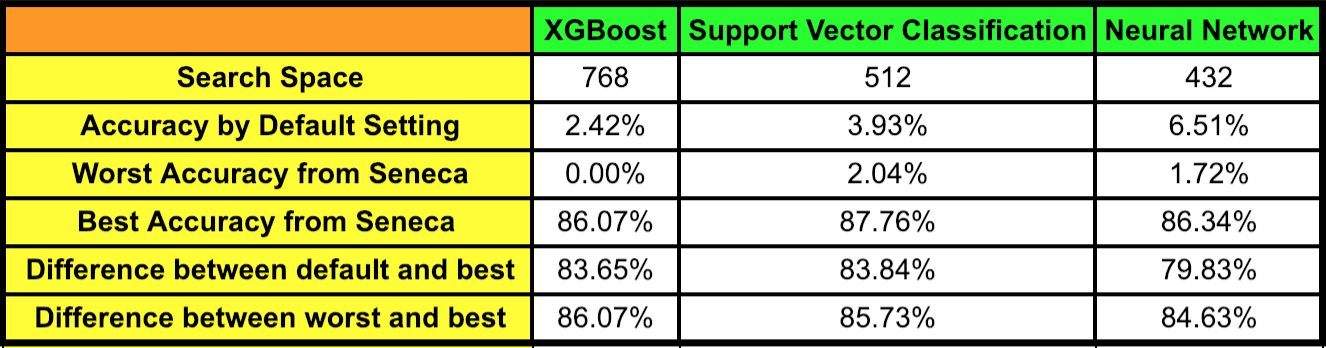 XGBoost Support Vector Classification Neural Network
Search Space 768 512 432
Accuracy by Default Setting 2.42% 3.93% 6.51%
Worst Accuracy from Seneca 0.00% 2.04% 1.72%
Best Accuracy from Seneca 86.07% 87.76% 86.34%
Difference between default and best 83.65% 83.84% 79.83%
Difference between worst and best 86.07% 85.73% 84.63%